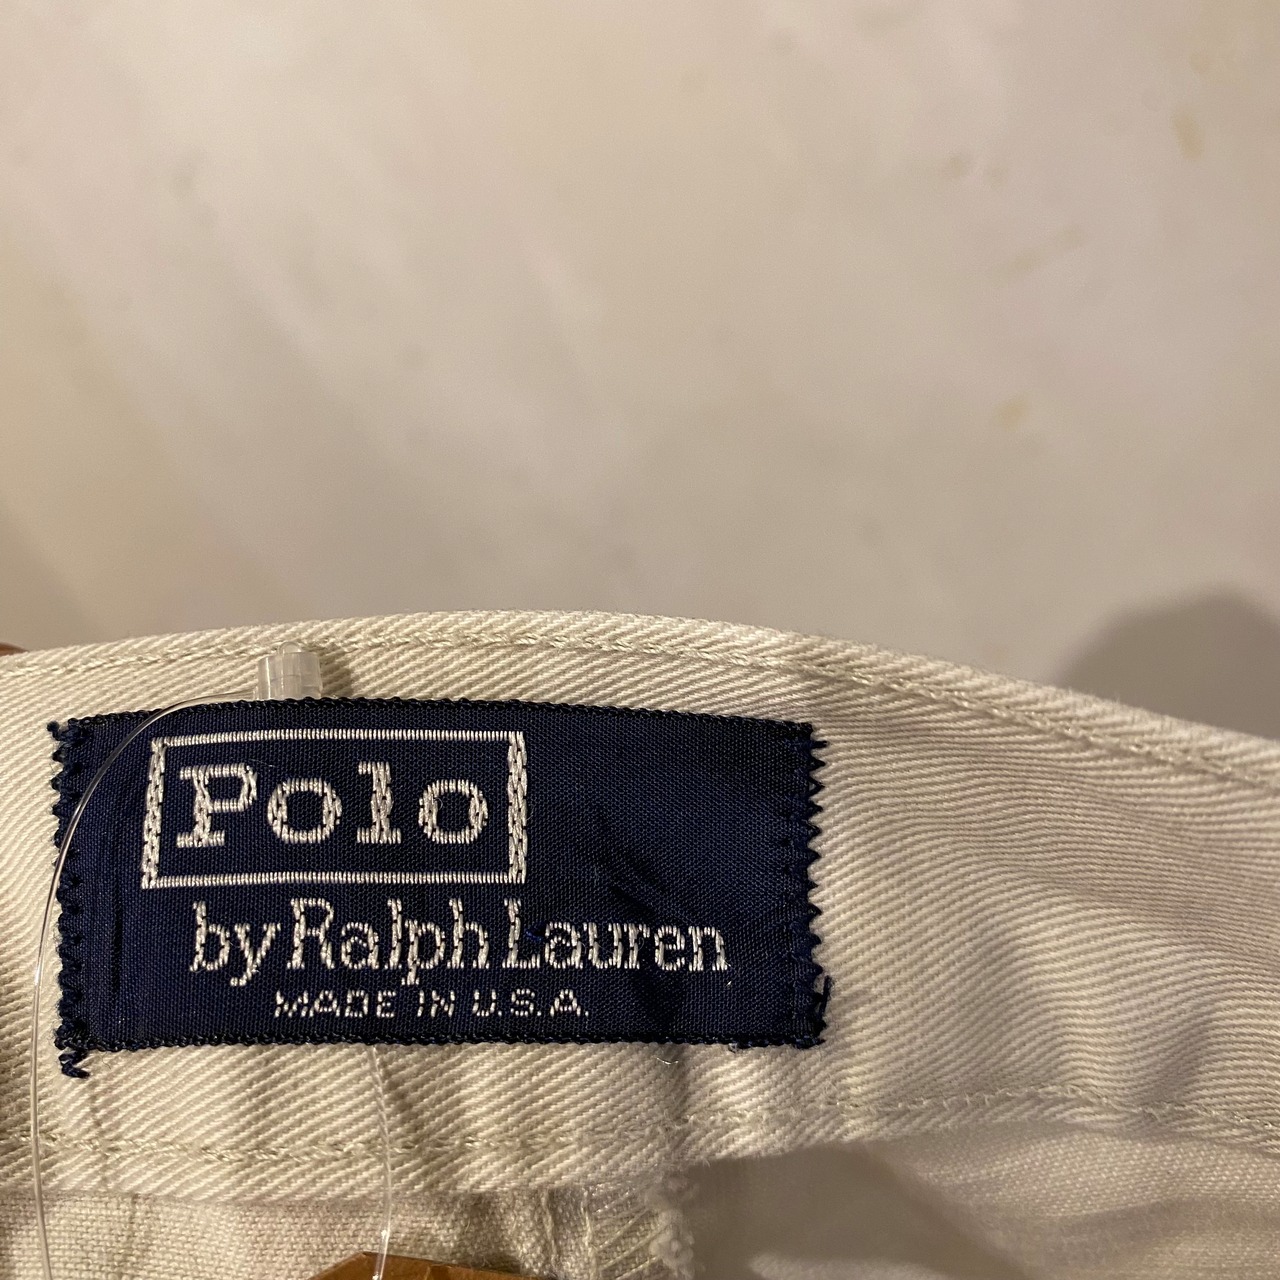 Polo
by Ralph Lauren
MADE IN U.S.A.